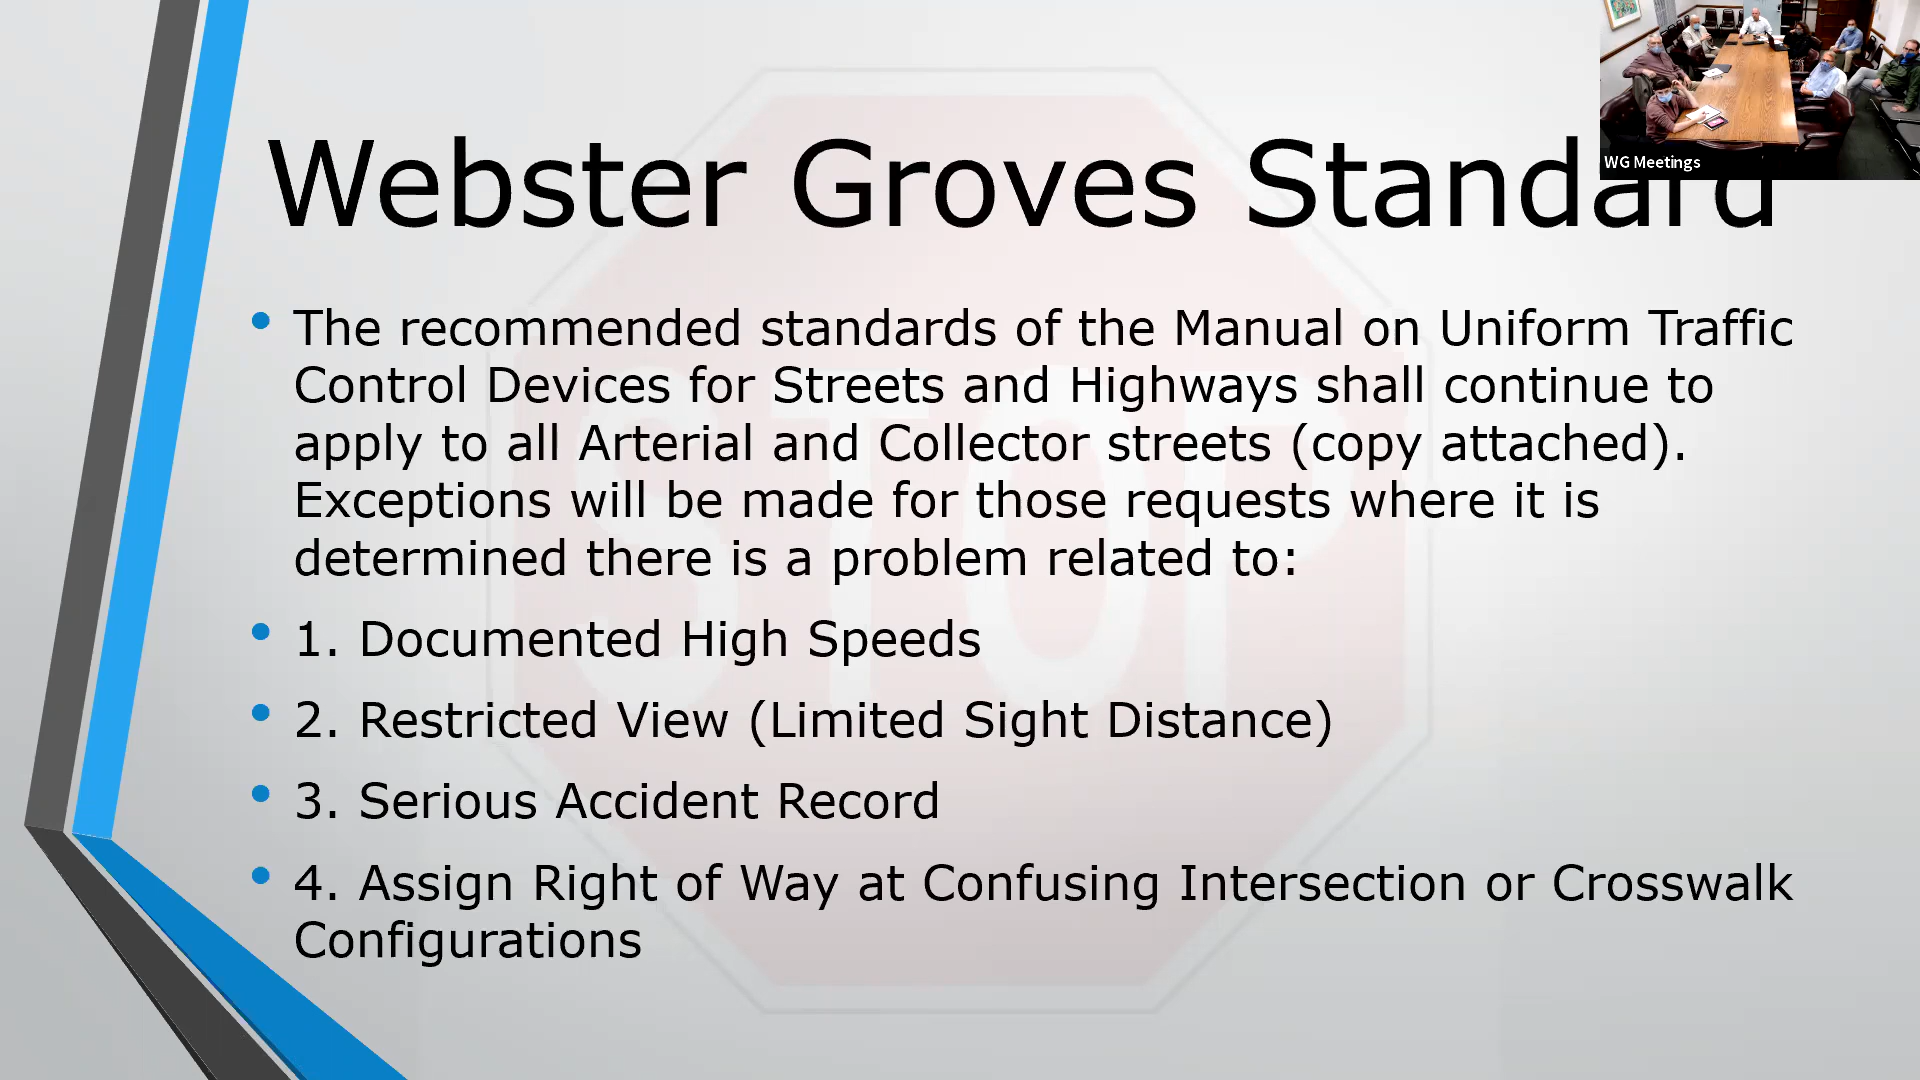 WG Meetings
Webster Groves Standard
• The recommended standards of the Manual on Uniform Traffic
Control Devices for Streets and Highways shall continue to
apply to all Arterial and Collector streets (copy attached).
Exceptions will be made for those requests where it is
determined there is a problem related to:
• 1. Documented High Speeds
• 2. Restricted View (Limited Sight Distance)
• 3. Serious Accident Record
• 4. Assign Right of Way at Confusing Intersection or Crosswalk
Configurations
STOP